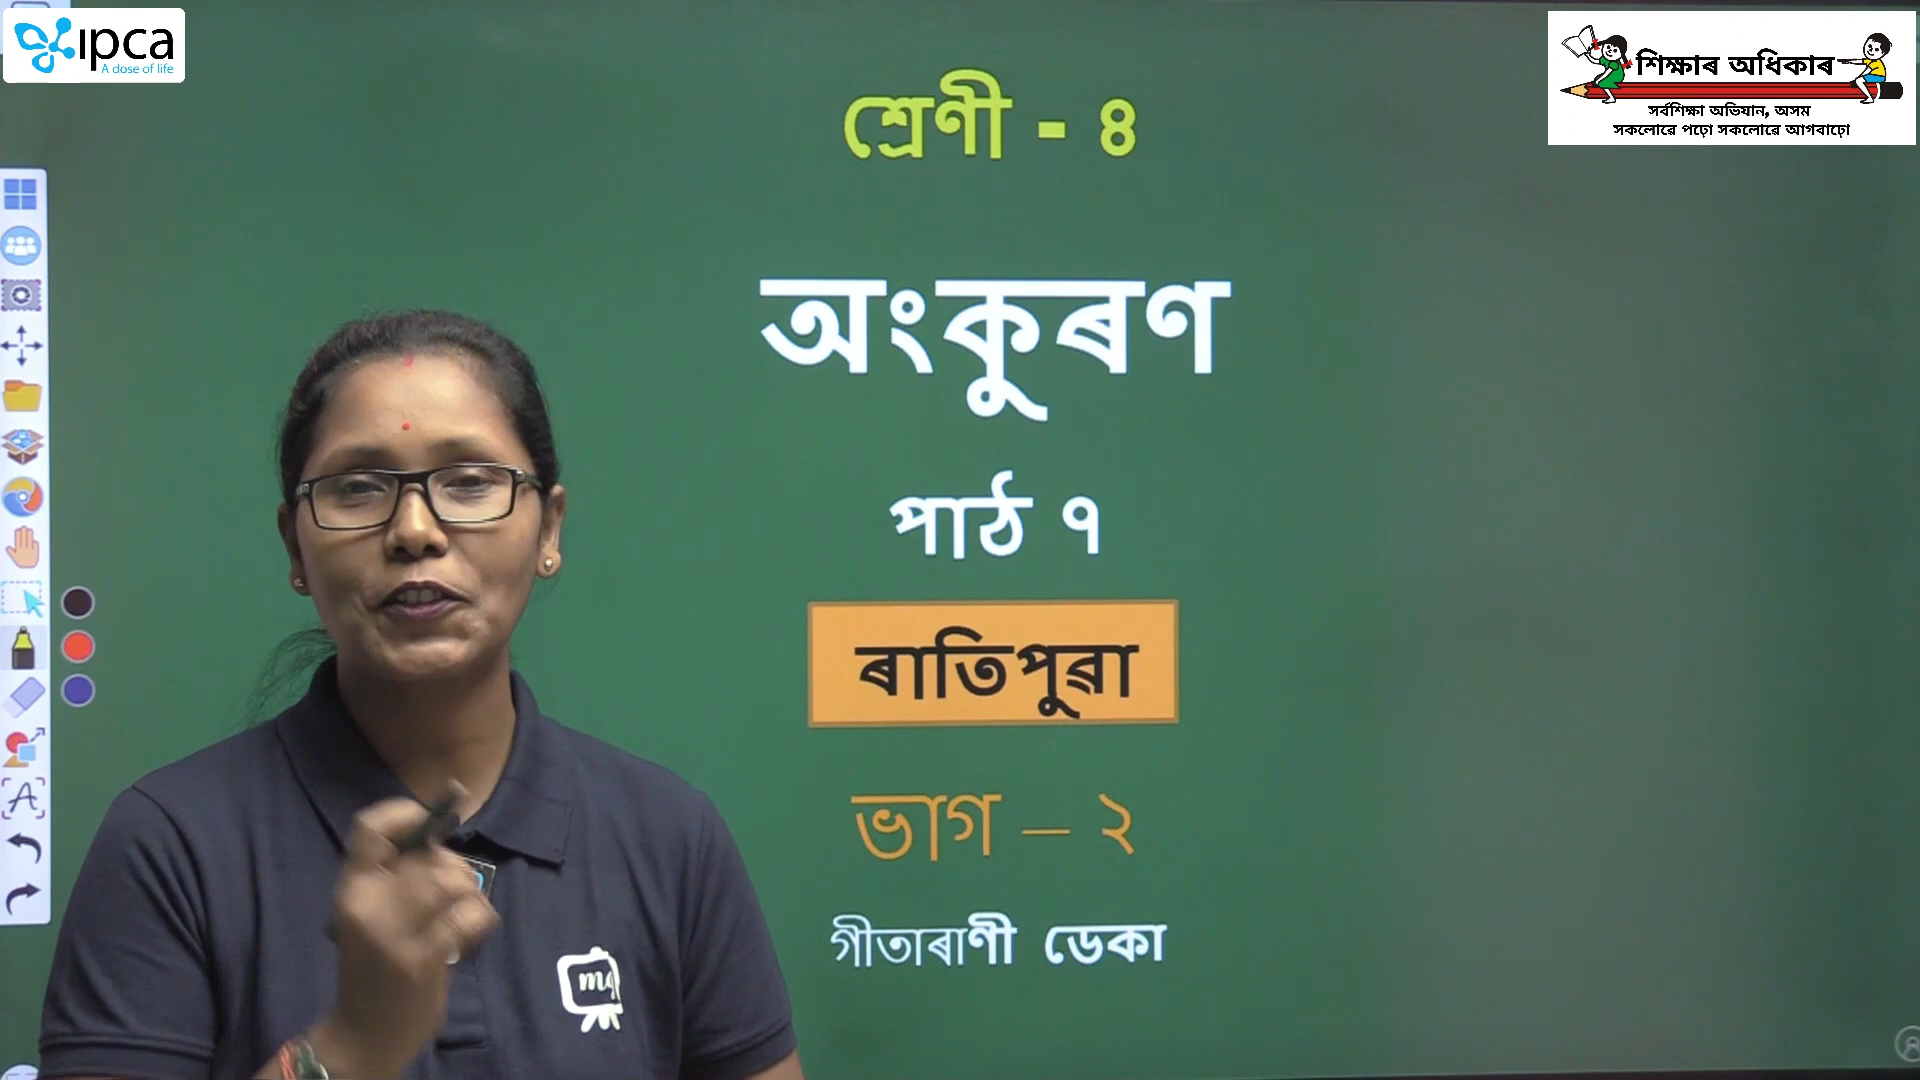 ipca
A dose of life
শিক্ষাৰ অধিকাৰ
সৰ্বশিক্ষা অভিযান, অসম
সকলোৱে পঢ়ো সকলোৱে আগবাঢ়ো
শ্ৰেণী - ৪
অংকুৰণ
পাঠ ৭
ৰাতিপুৱা
ভাগ – ২
গীতাৰাণী ডেকা